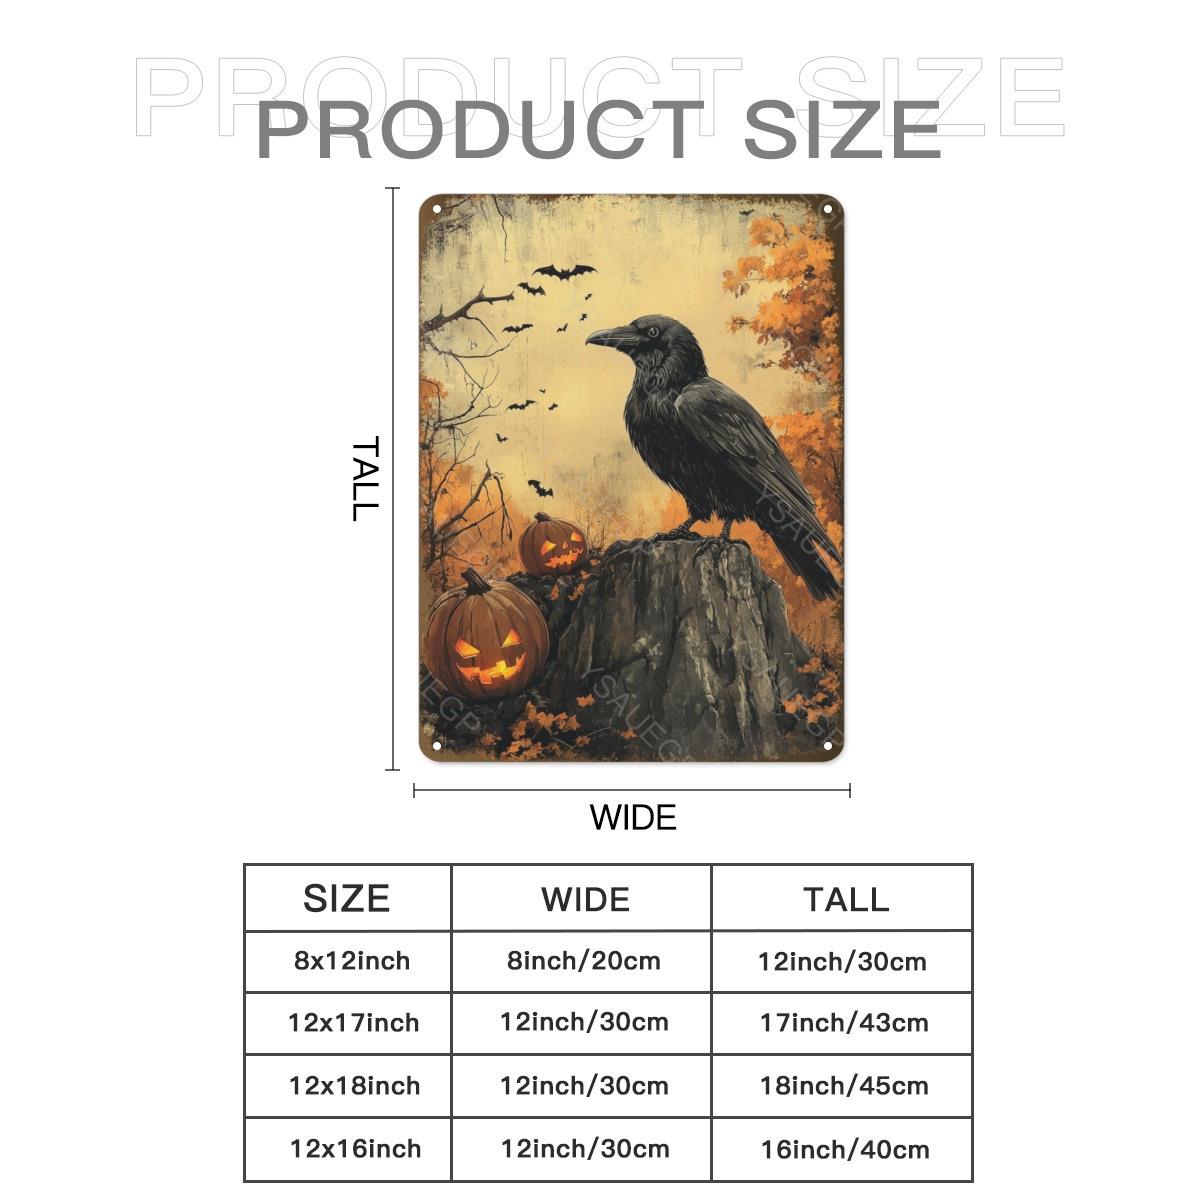 PRODUCT SIZE
PRODUCT SIZE
TALL
YSAUEGP
YSAUEGP
YSAUEGP
WIDE
SIZE WIDE TALL
8x12inch 8inch/20cm 12inch/30cm
12x17inch 12inch/30cm 17inch/43cm
12x18inch 12inch/30cm 18inch/45cm
12x16inch 12inch/30cm 16inch/40cm